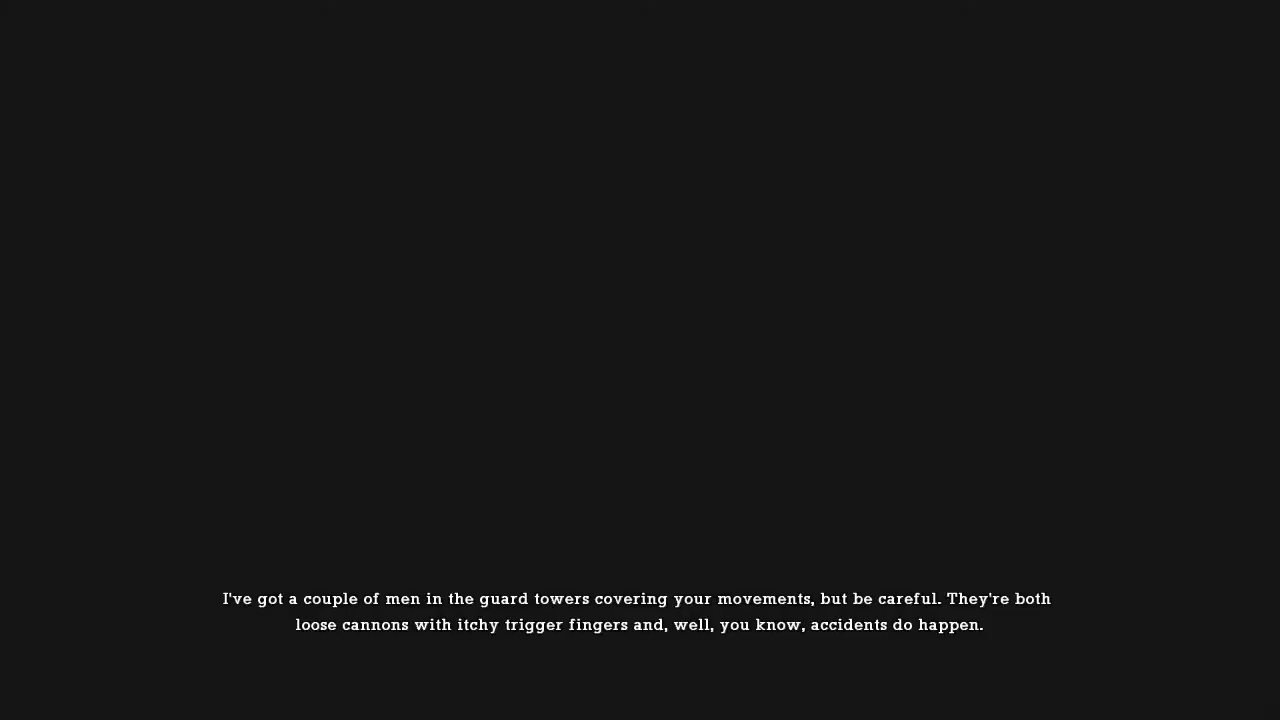 I've got a couple of men in the guard towers covering your movements, but be careful. They're both
loose cannons with itchy trigger fingers and, well, you know, accidents do happen.